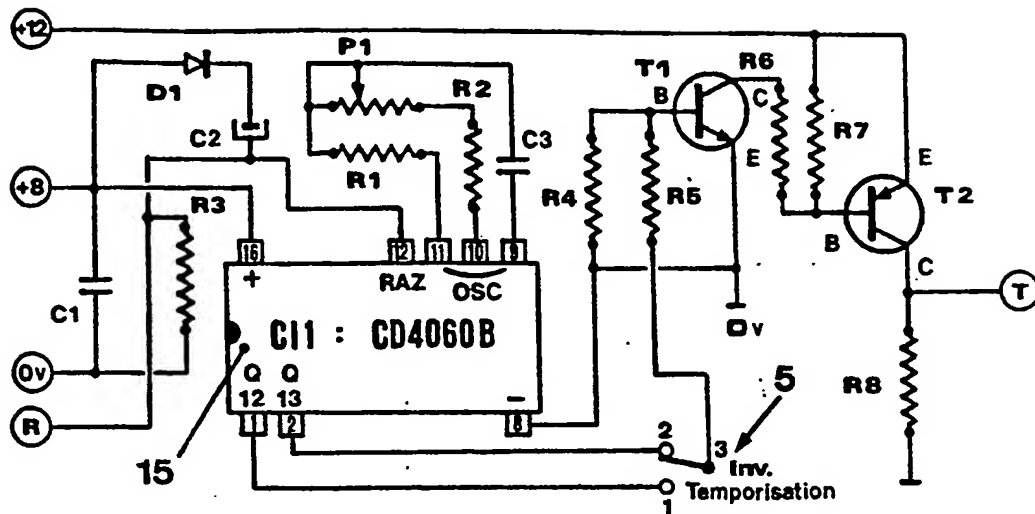 +12
P1
T1
R6
D1
R2
B
C
R7
C2
C3
E
E
+8
R1
R4
R5
T2
R3
B
16
12
11
10
9
C
+
RAZ
OSC
T
C1
0v
CI1 : CD4060B
0v
Q
Q
5
R8
12
13
-
R
1
2
8
2
3
15
Inv.
Temporisation
1